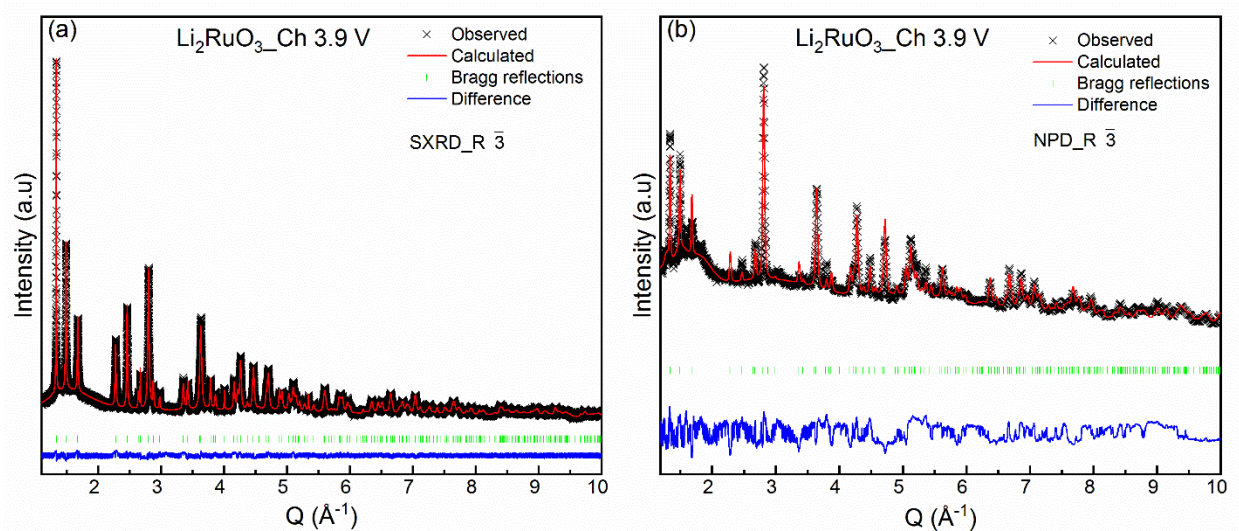 (a)
Li₂RuO₃_Ch 3.9 V
× Observed
Calculated
Bragg reflections
Difference
SXRD_R 3̅
Intensity (a.u)
2 3 4 5 6 7 8 9 10
Q (Å⁻¹)
(b)
Li₂RuO₃_Ch 3.9 V
× Observed
Calculated
Bragg reflections
Difference
NPD_R 3̅
Intensity (a.u)
2 3 4 5 6 7 8 9 10
Q (Å⁻¹)